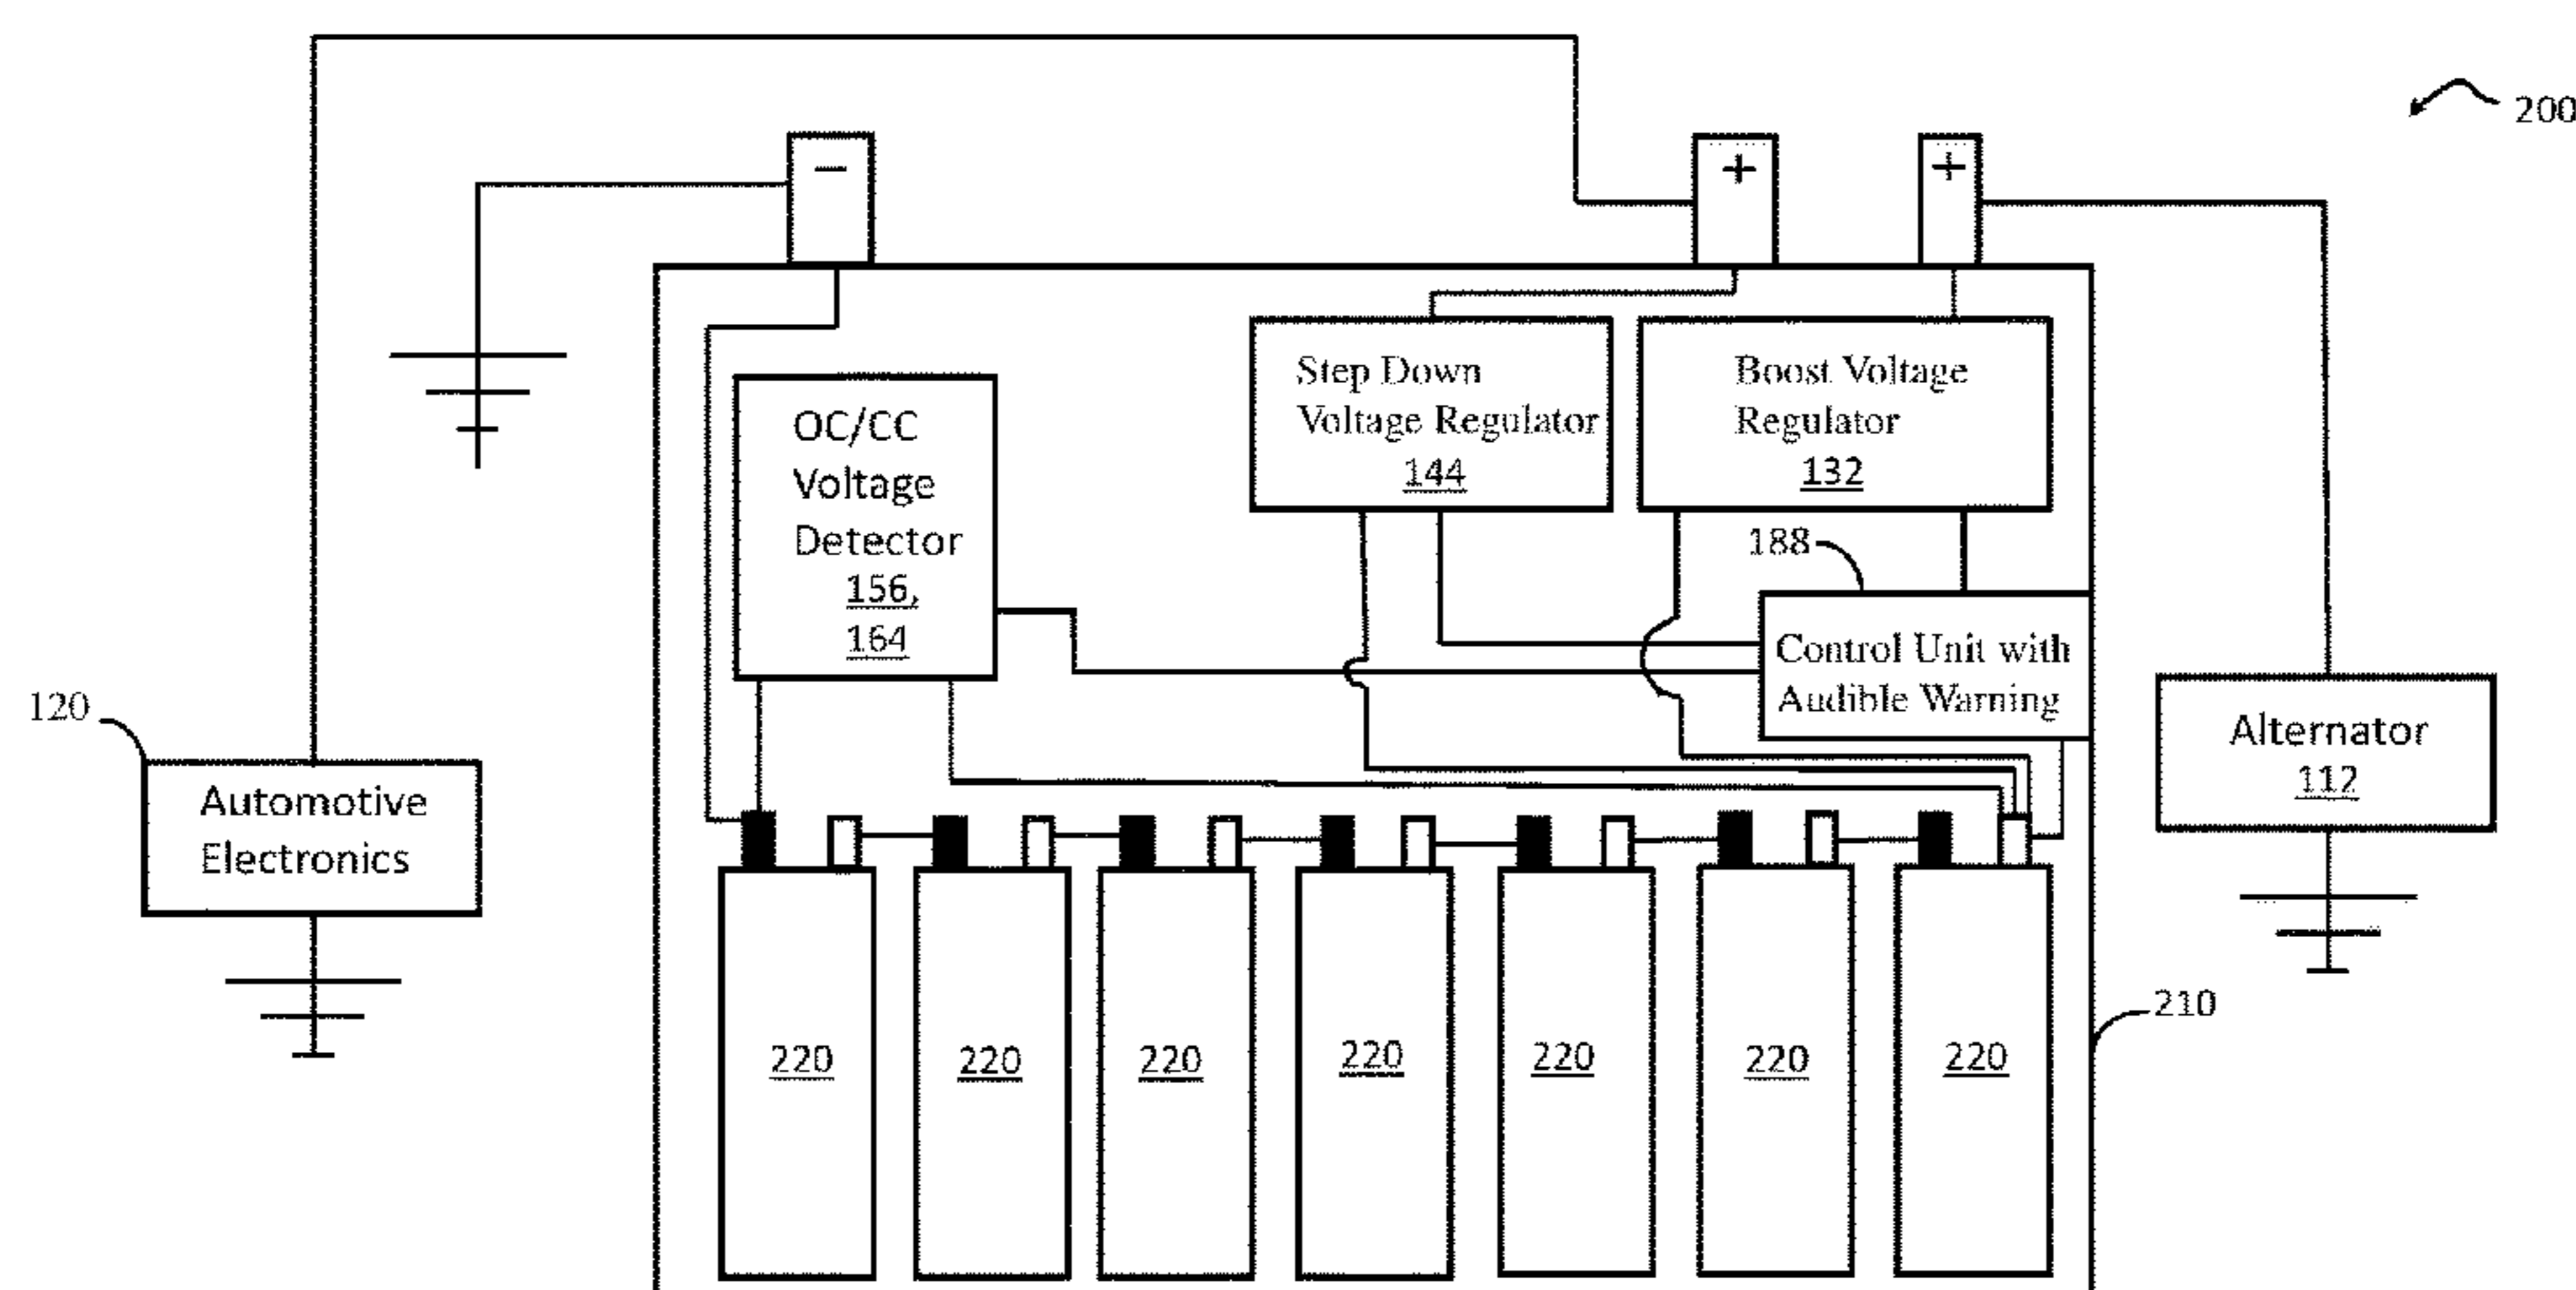 200
−
+
+
Step Down
Voltage Regulator
144
Boost Voltage
Regulator
132
OC/CC
Voltage
Detector
156,
164
188
Control Unit with
Audible Warning
120
Automotive
Electronics
Alternator
112
210
220
220
220
220
220
220
220